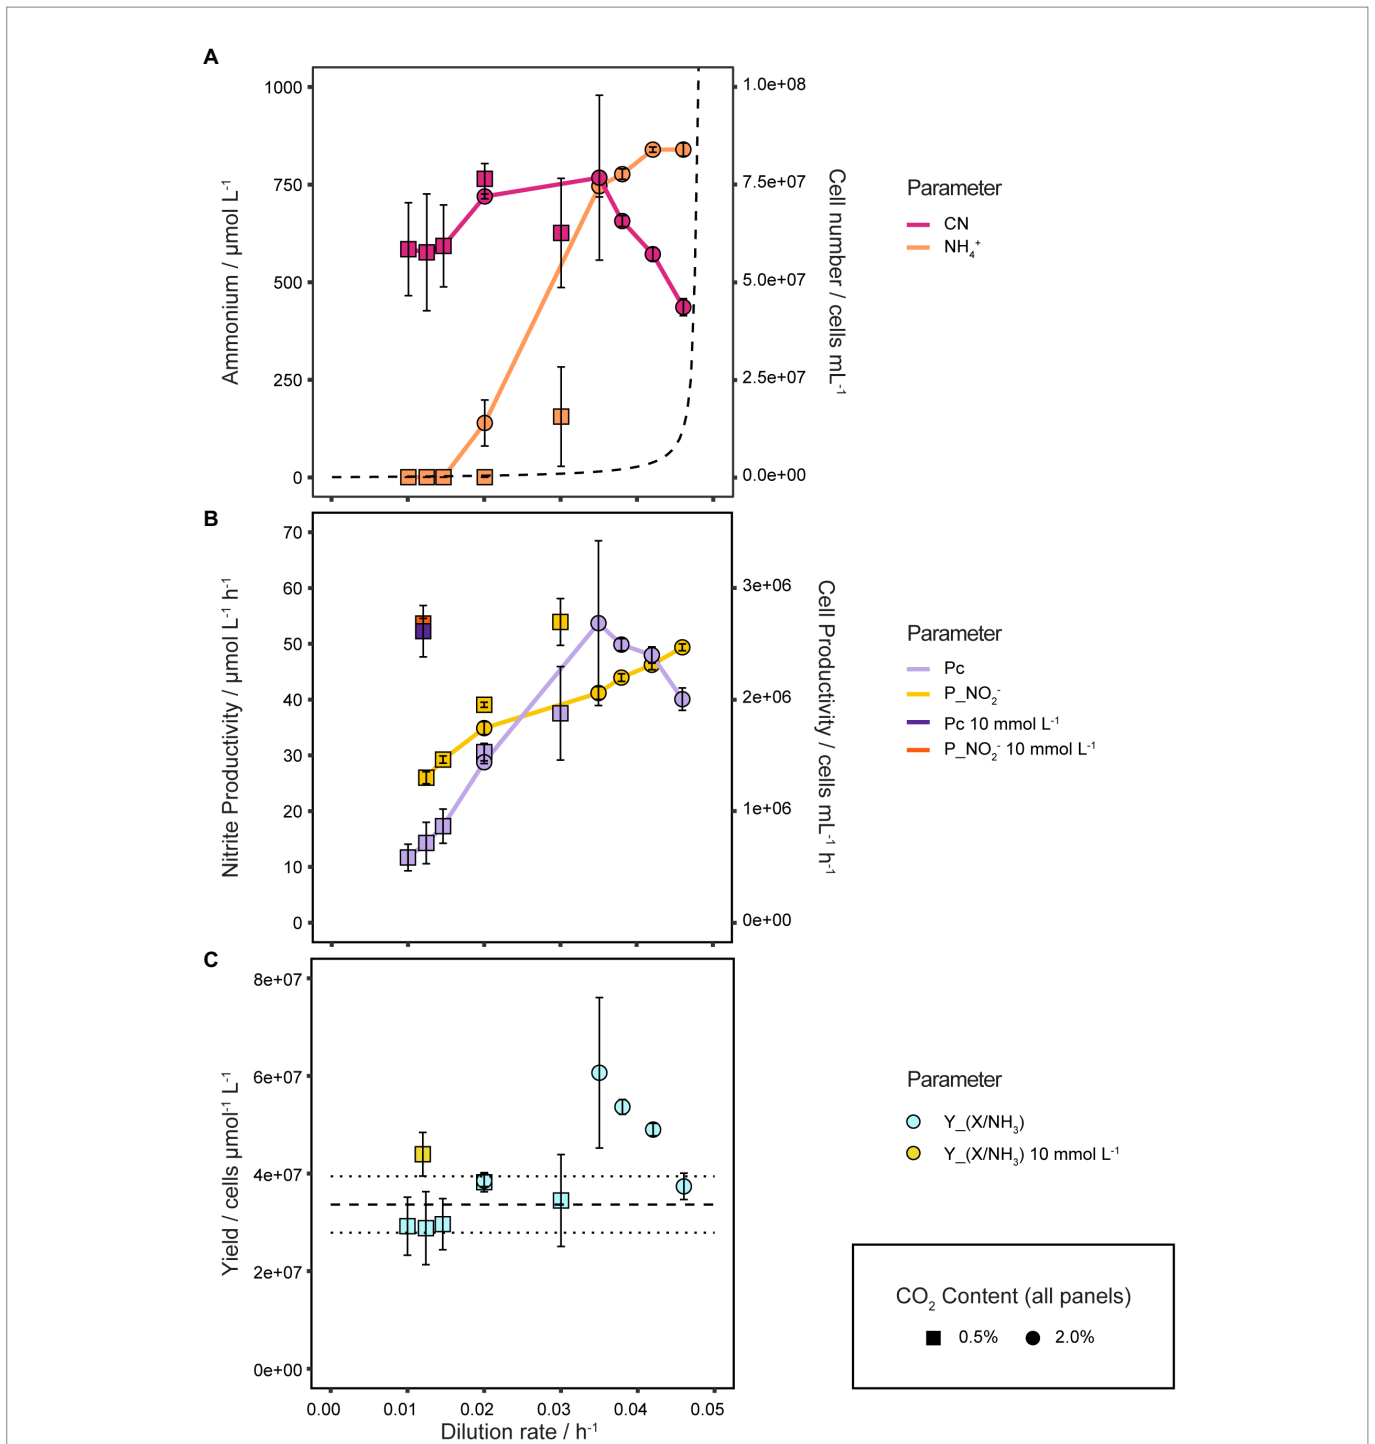 A
1000
750
500
250
0
Ammonium / µmol L⁻¹
1.0e+08
7.5e+07
5.0e+07
2.5e+07
0.0e+00
Cell number / cells mL⁻¹
Parameter
CN
NH₄⁺
B
70
60
50
40
30
20
10
0
Nitrite Productivity / µmol L⁻¹ h⁻¹
3e+06
2e+06
1e+06
0e+00
Cell Productivity / cells mL⁻¹ h⁻¹
Parameter
Pc
P_NO₂⁻
Pc 10 mmol L⁻¹
P_NO₂⁻ 10 mmol L⁻¹
C
8e+07
6e+07
4e+07
2e+07
0e+00
Yield / cells µmol⁻¹ L⁻¹
0.00 0.01 0.02 0.03 0.04 0.05
Dilution rate / h⁻¹
Parameter
Y_(X/NH₃)
Y_(X/NH₃) 10 mmol L⁻¹
CO₂ Content (all panels)
0.5% 2.0%